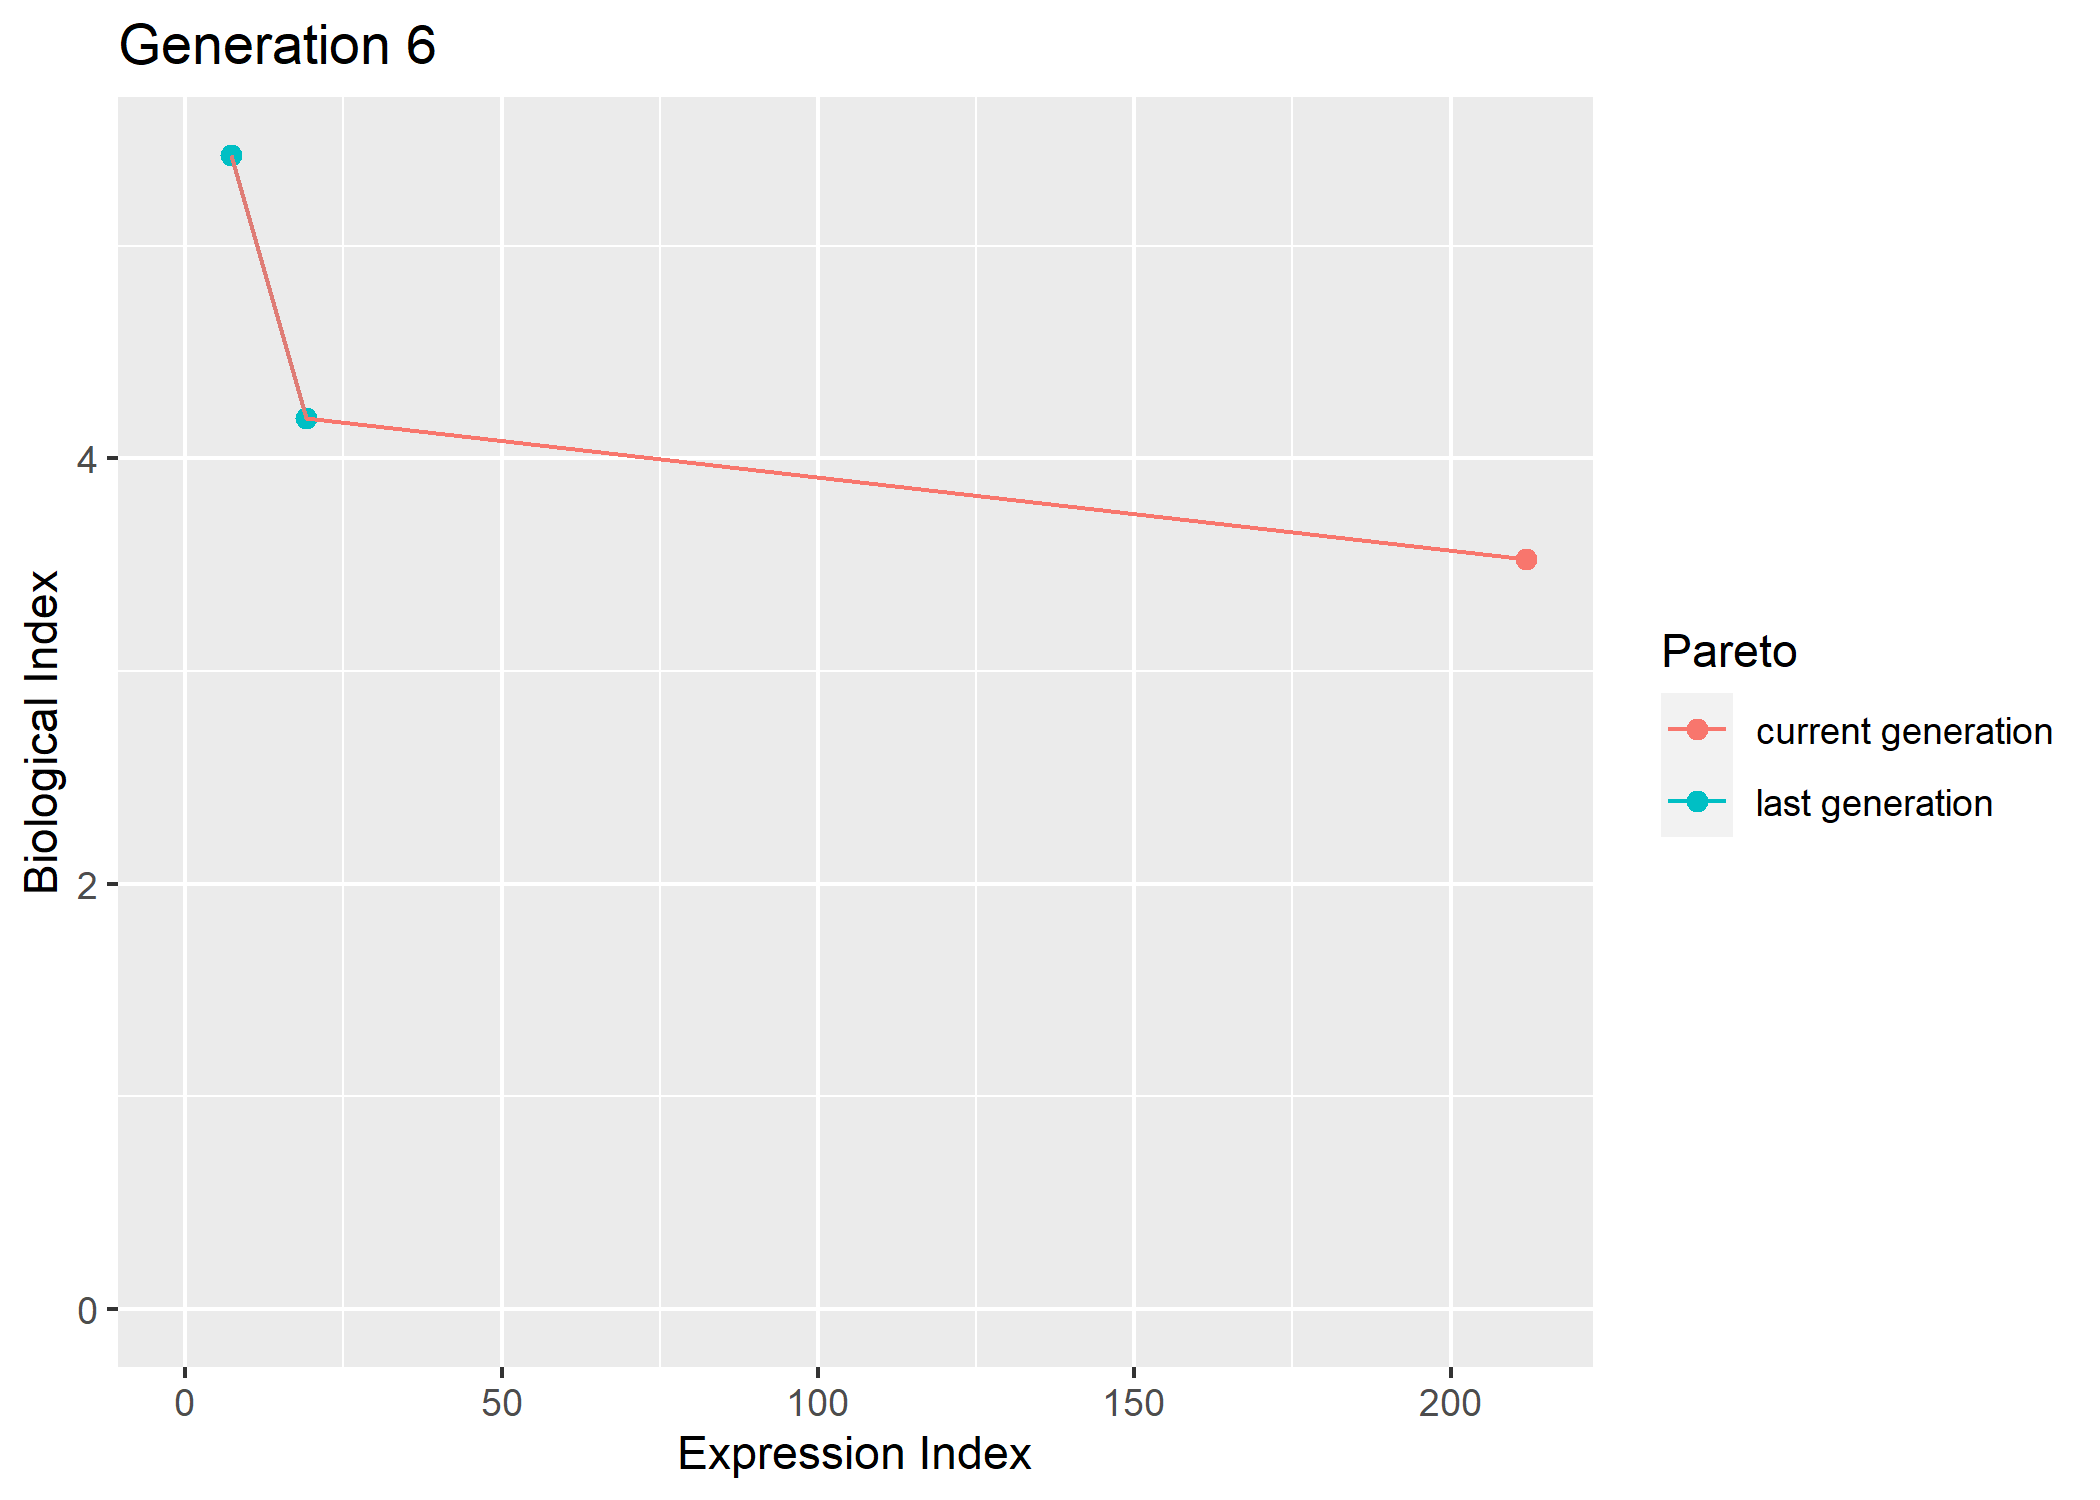 Generation 6
Biological Index
4
2
0
0
50
100
150
200
Expression Index
Pareto
current generation
last generation